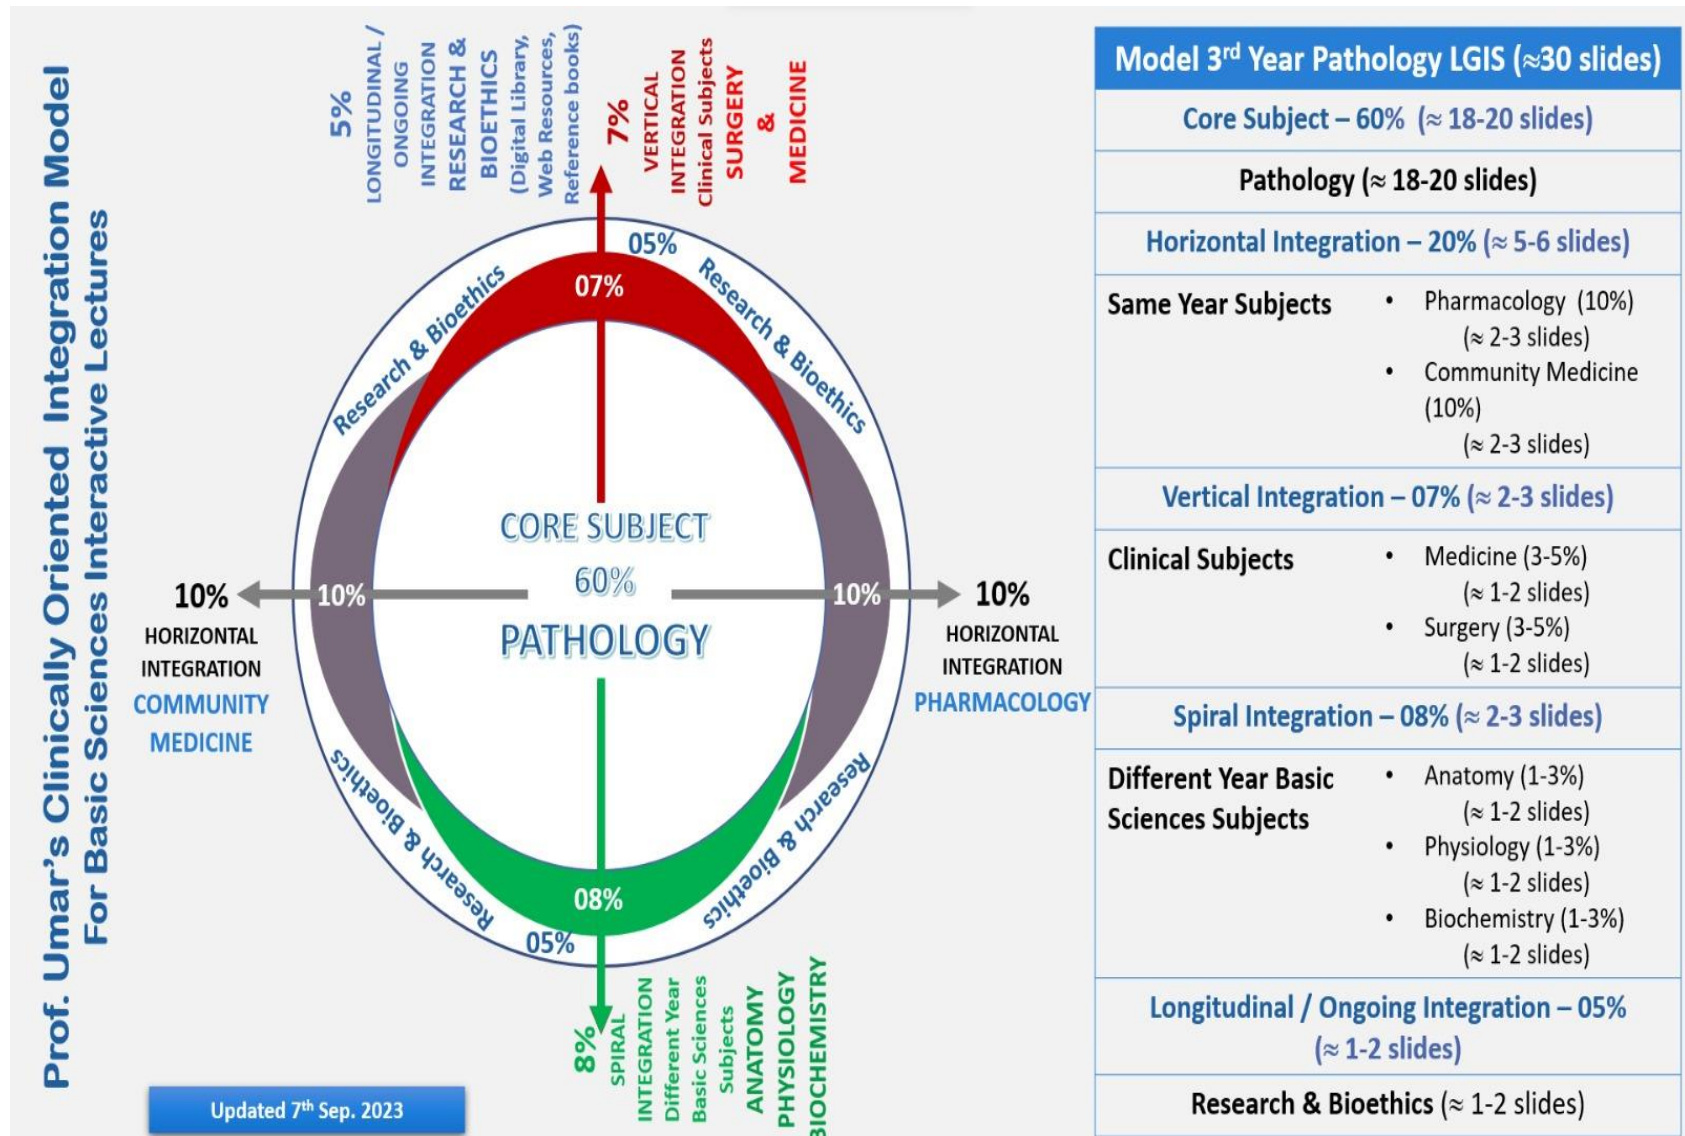 Prof. Umar's Clinically Oriented Integration Model
For Basic Sciences Interactive Lectures
5%
LONGITUDINAL /
ONGOING
INTEGRATION
RESEARCH &
BIOETHICS
(Digital Library,
Web Resources,
Reference books)
7%
VERTICAL
INTEGRATION
Clinical Subjects
SURGERY
&
MEDICINE
05%
07%
Research & Bioethics
Research & Bioethics
CORE SUBJECT
60%
PATHOLOGY
10%
10%
HORIZONTAL
INTEGRATION
COMMUNITY
MEDICINE
10%
10%
HORIZONTAL
INTEGRATION
PHARMACOLOGY
Research & Bioethics
Research & Bioethics
08%
05%
8%
SPIRAL
INTEGRATION
Different Year
Basic Sciences
Subjects
ANATOMY
PHYSIOLOGY
BIOCHEMISTRY
Updated 7th Sep. 2023
Model 3rd Year Pathology LGIS (≈30 slides)
Core Subject – 60% (≈ 18-20 slides)
Pathology (≈ 18-20 slides)
Horizontal Integration – 20% (≈ 5-6 slides)
Same Year Subjects
• Pharmacology (10%)
(≈ 2-3 slides)
• Community Medicine
(10%)
(≈ 2-3 slides)
Vertical Integration – 07% (≈ 2-3 slides)
Clinical Subjects
• Medicine (3-5%)
(≈ 1-2 slides)
• Surgery (3-5%)
(≈ 1-2 slides)
Spiral Integration – 08% (≈ 2-3 slides)
Different Year Basic
Sciences Subjects
• Anatomy (1-3%)
(≈ 1-2 slides)
• Physiology (1-3%)
(≈ 1-2 slides)
• Biochemistry (1-3%)
(≈ 1-2 slides)
Longitudinal / Ongoing Integration – 05%
(≈ 1-2 slides)
Research & Bioethics (≈ 1-2 slides)